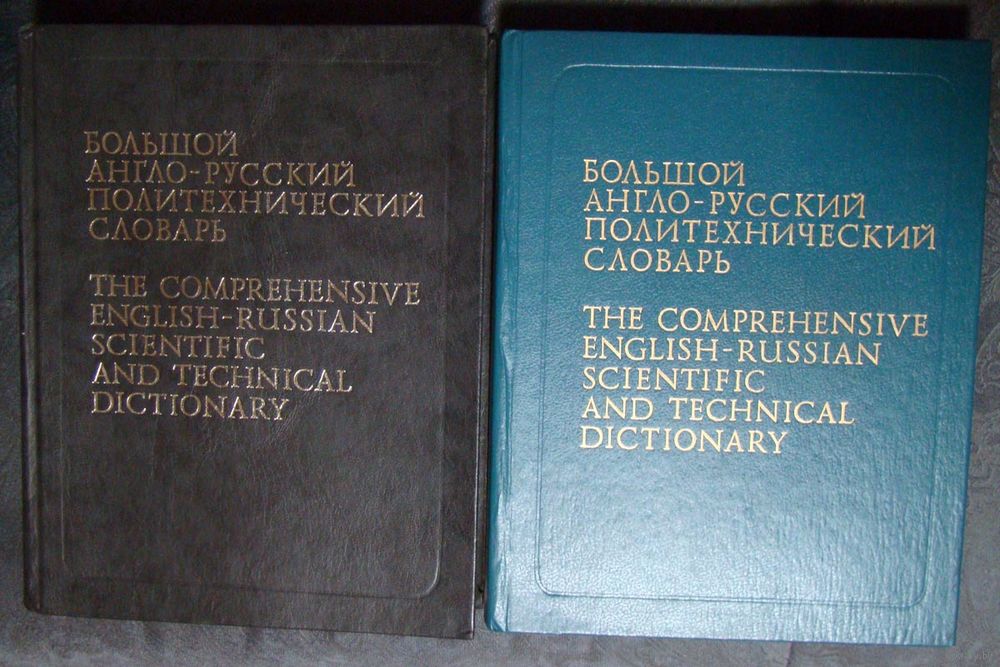 БОЛЬШОЙ
АНГЛО-РУССКИЙ
ПОЛИТЕХНИЧЕСКИЙ
СЛОВАРЬ
THE COMPREHENSIVE
ENGLISH-RUSSIAN
SCIENTIFIC
AND TECHNICAL
DICTIONARY
БОЛЬШОЙ
АНГЛО-РУССКИЙ
ПОЛИТЕХНИЧЕСКИЙ
СЛОВАРЬ
THE COMPREHENSIVE
ENGLISH-RUSSIAN
SCIENTIFIC
AND TECHNICAL
DICTIONARY